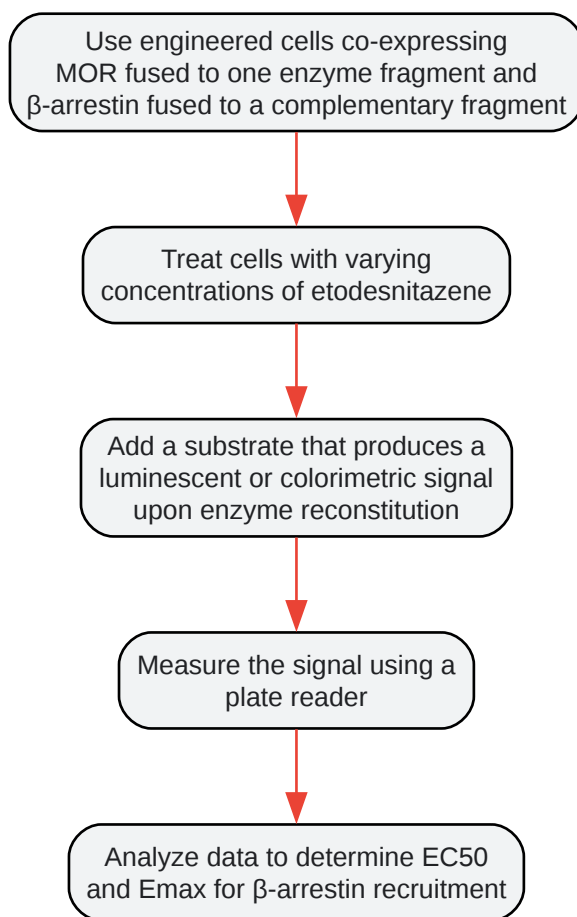 Use engineered cells co-expressing
MOR fused to one enzyme fragment and
β-arrestin fused to a complementary fragment
Treat cells with varying
concentrations of etodesnitazene
Add a substrate that produces a
luminescent or colorimetric signal
upon enzyme reconstitution
Measure the signal using a
plate reader
Analyze data to determine EC50
and Emax for β-arrestin recruitment